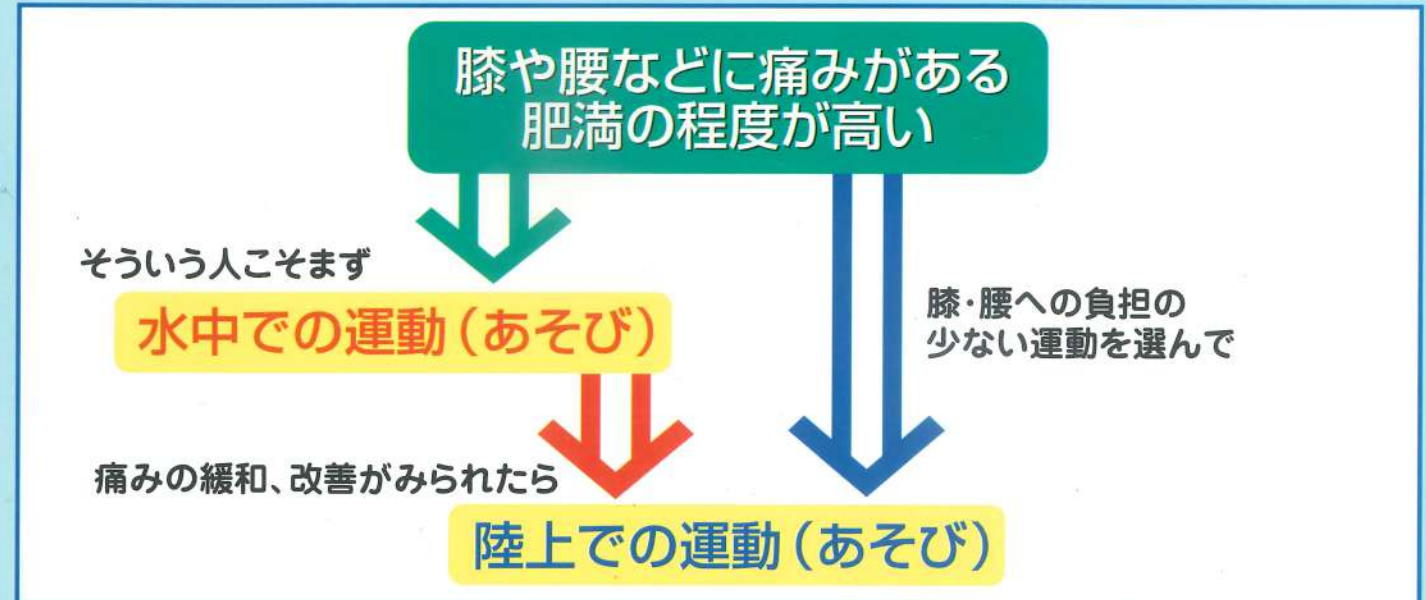 膝や腰などに痛みがある
肥満の程度が高い
そういう人こそまず
水中での運動(あそび)
膝・腰への負担の
少ない運動を選んで
痛みの緩和、改善がみられたら
陸上での運動(あそび)